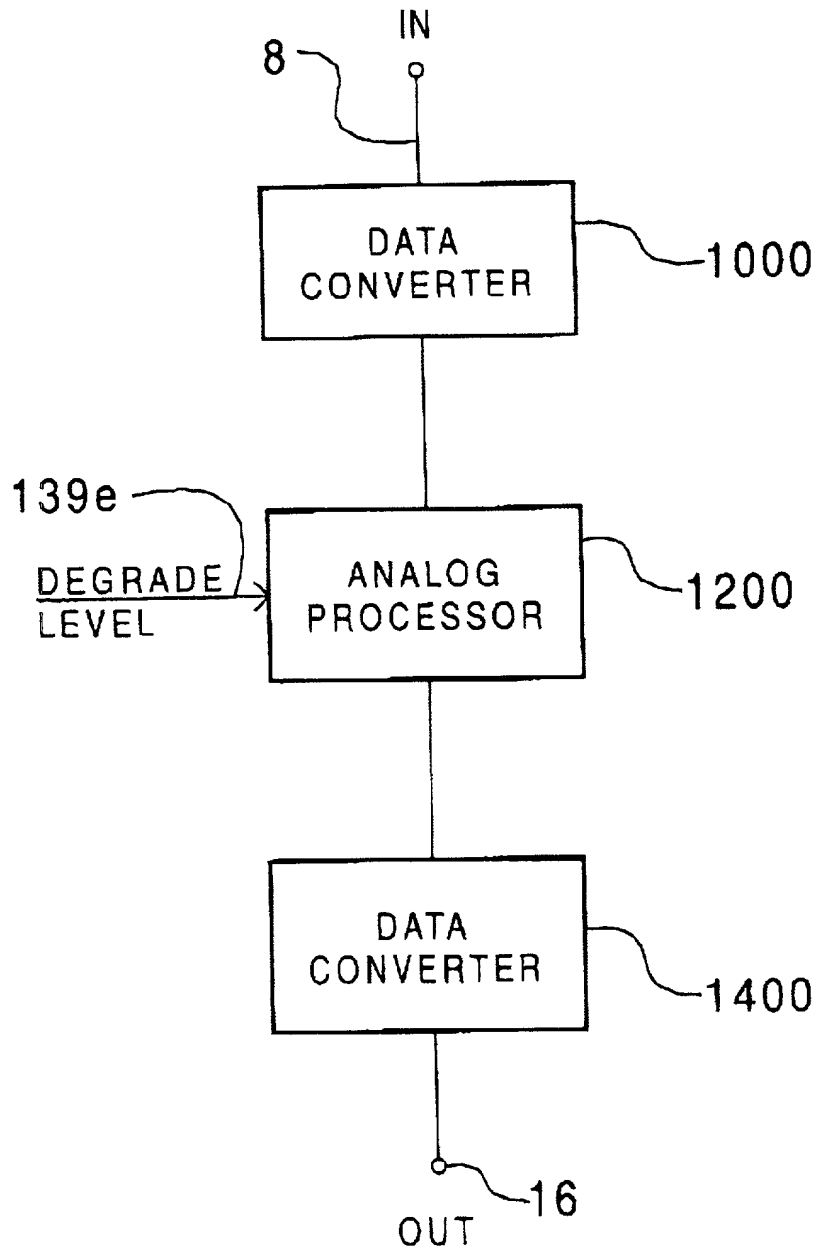 IN
8
DATA
CONVERTER
1000
139e
DEGRADE
LEVEL
ANALOG
PROCESSOR
1200
DATA
CONVERTER
1400
16
OUT